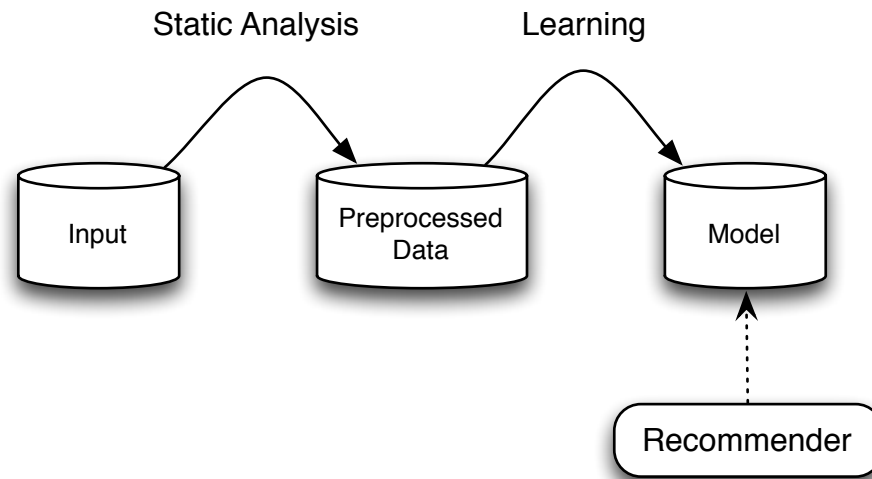 Static Analysis
Learning
Input
Preprocessed
Data
Model
Recommender